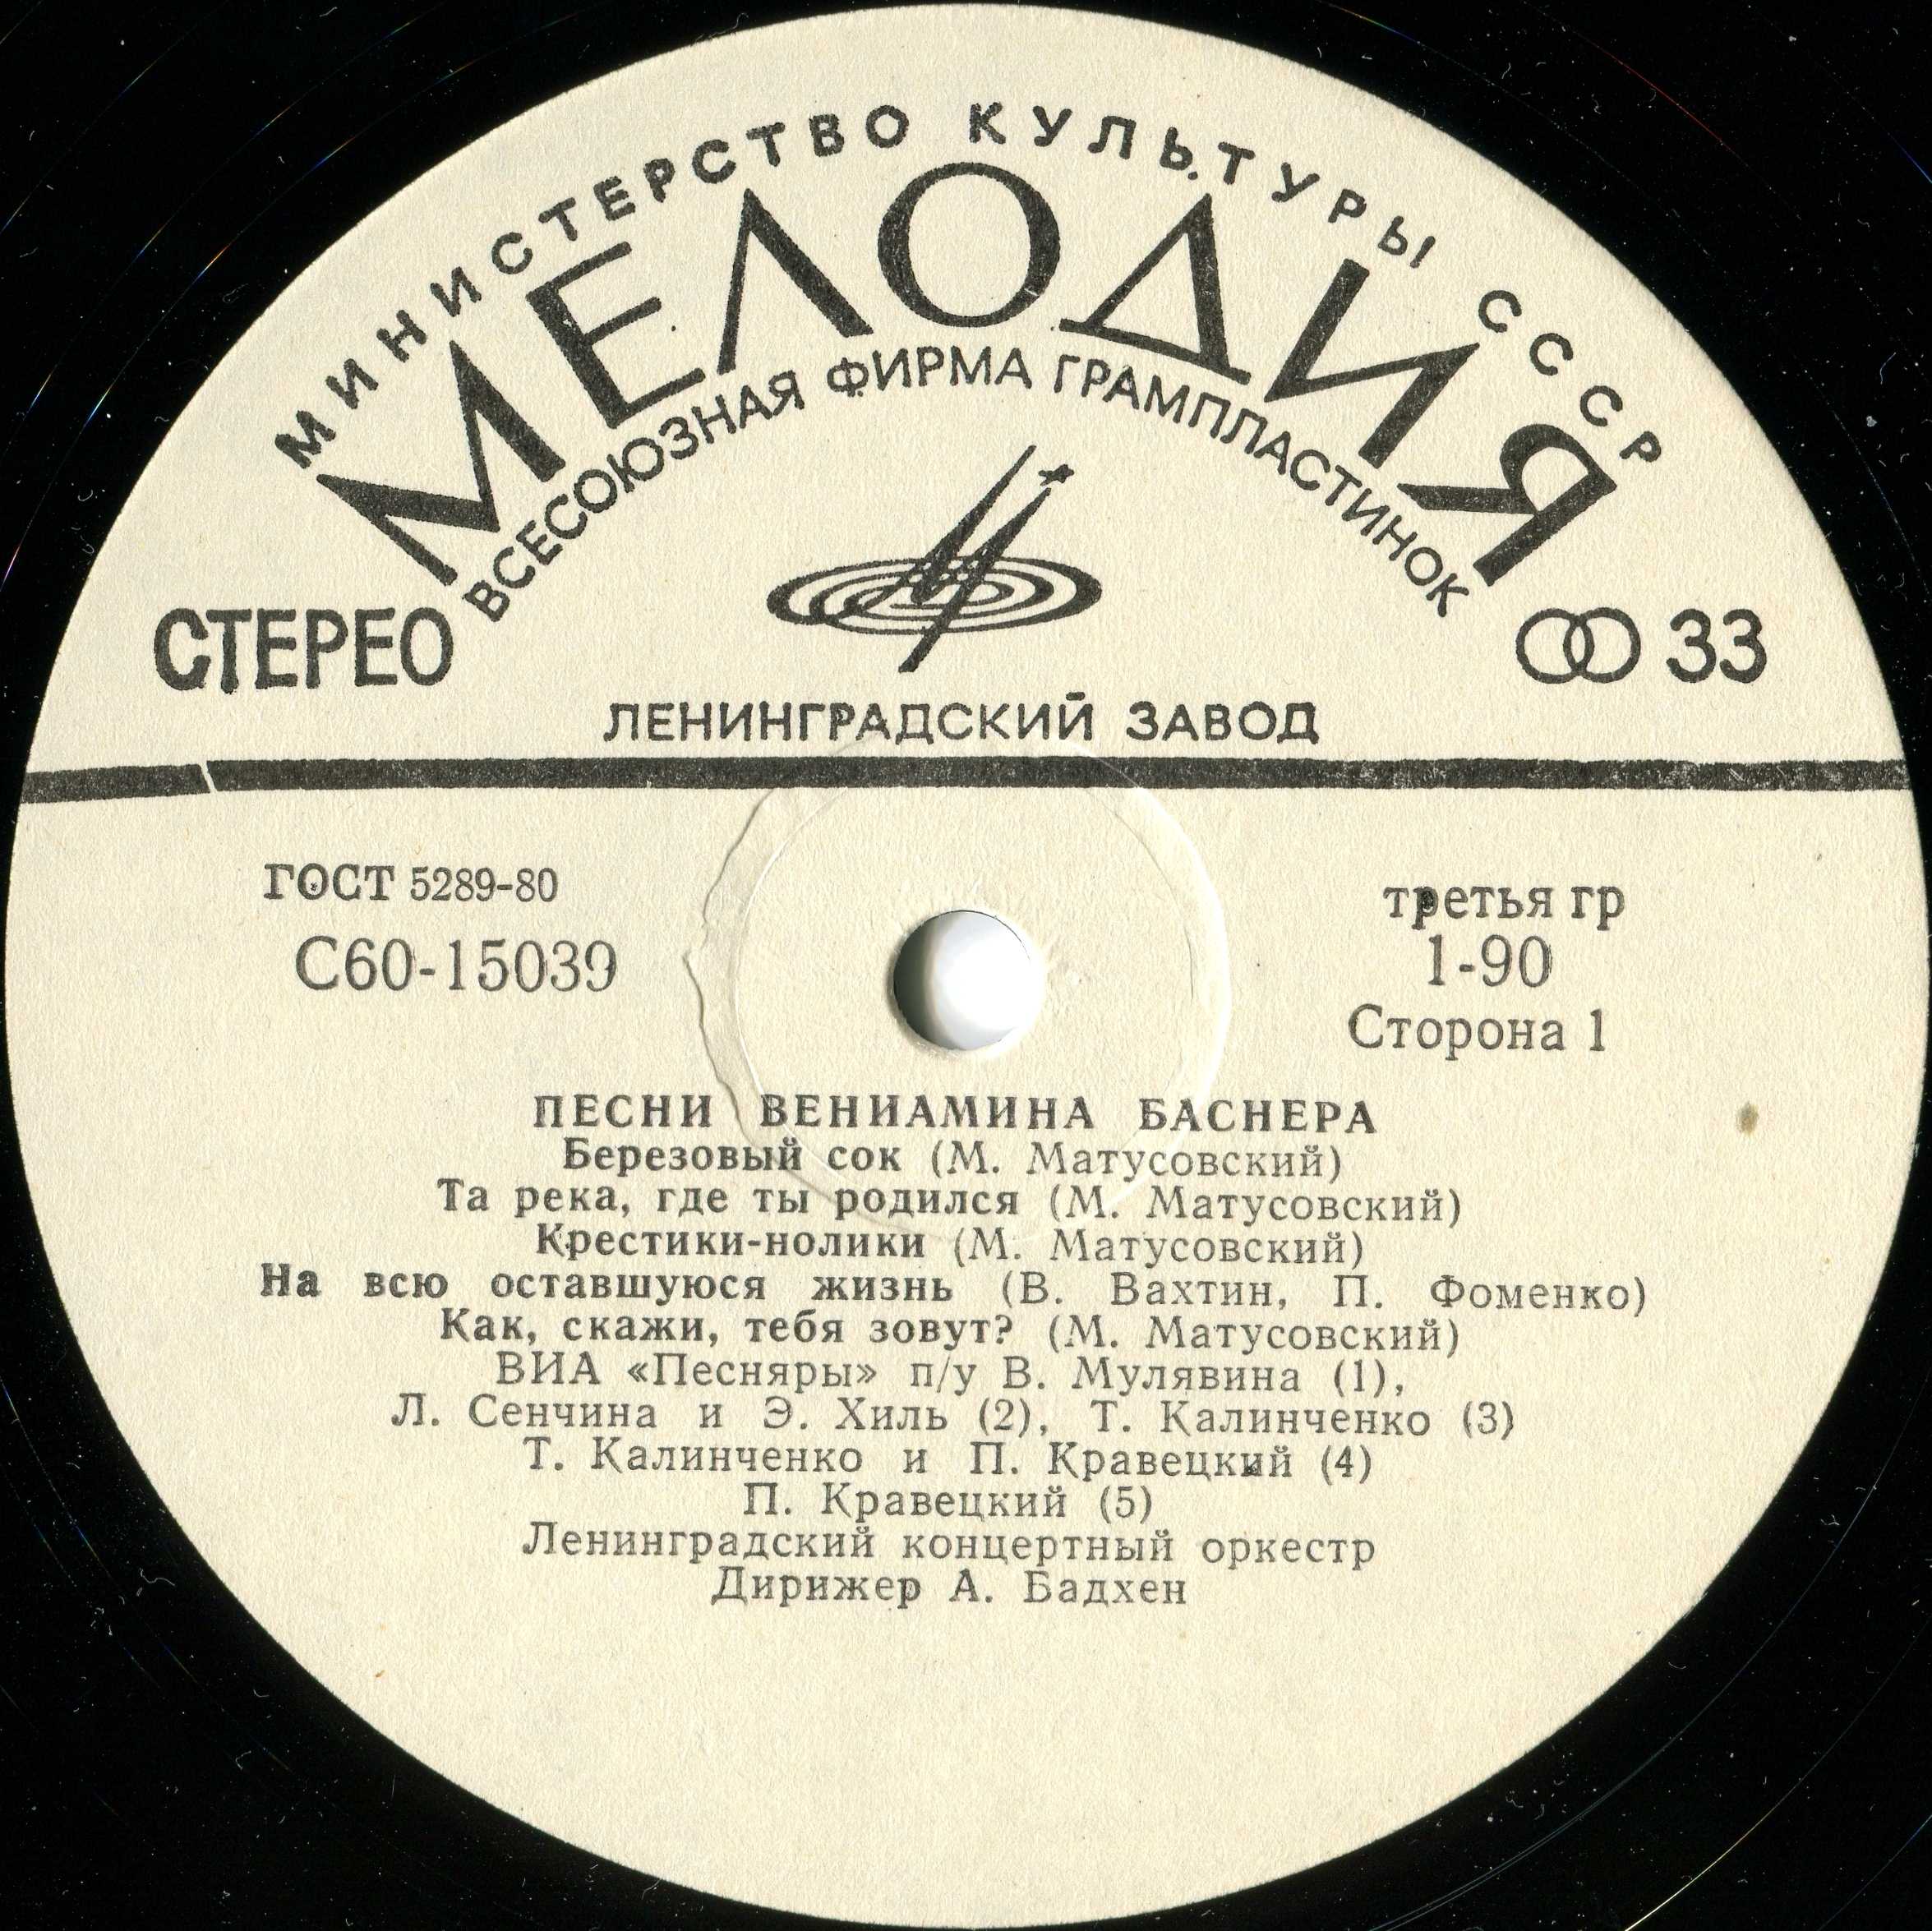 МИНИСТЕРСТВО КУЛЬТУРЫ СССР
МЕЛОДИЯ
ВСЕСОЮЗНАЯ ФИРМА ГРАМПЛАСТИНОК
СТЕРЕО
33
ЛЕНИНГРАДСКИЙ ЗАВОД
ГОСТ 5289-80
С60-15039
третья гр
1-90
Сторона 1
ПЕСНИ ВЕНИАМИНА БАСНЕРА
Березовый сок (М. Матусовский)
Та река, где ты родился (М. Матусовский)
Крестики-нолики (М. Матусовский)
На всю оставшуюся жизнь (В. Вахтин, П. Фоменко)
Как, скажи, тебя зовут? (М. Матусовский)
ВИА «Песняры» п/у В. Мулявина (1),
Л. Сенчина и Э. Хиль (2), Т. Калинченко (3)
Т. Калинченко и П. Кравецкий (4)
П. Кравецкий (5)
Ленинградский концертный оркестр
Дирижер А. Бадхен